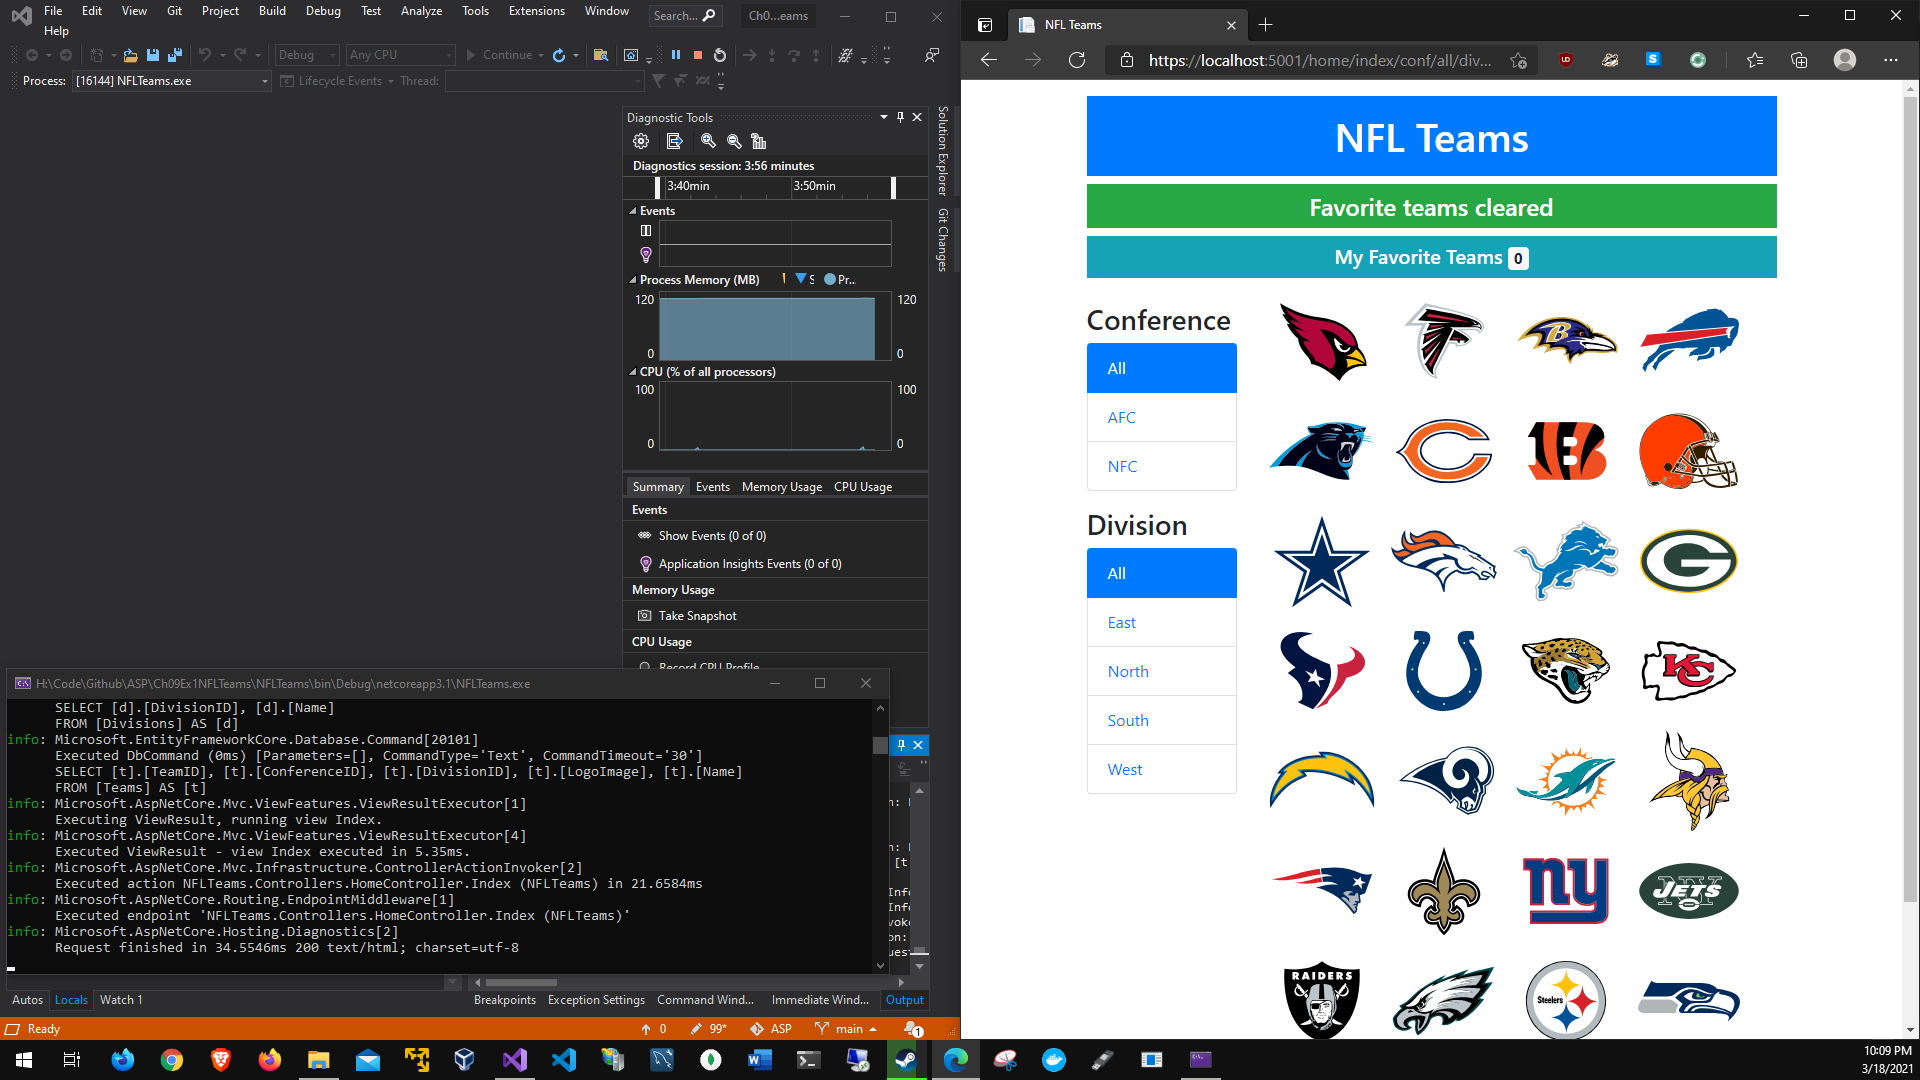 File Edit View Git Project Build Debug Test Analyze Tools Extensions Window Search... Ch0...eams
Help
Debug Any CPU Continue
Process: [16144] NFLTeams.exe Lifecycle Events Thread:
Diagnostic Tools
Diagnostics session: 3:56 minutes
3:40min 3:50min
Events
Process Memory (MB) S Pr...
120 120
0 0
CPU (% of all processors)
100 100
0 0
Summary Events Memory Usage CPU Usage
Events
Show Events (0 of 0)
Application Insights Events (0 of 0)
Memory Usage
Take Snapshot
CPU Usage
Record CPU Profile
Solution Explorer
Git Changes
H:\Code\Github\ASP\Ch09Ex1NFLTeams\NFLTeams\bin\Debug\netcoreapp3.1\NFLTeams.exe
SELECT [d].[DivisionID], [d].[Name]
FROM [Divisions] AS [d]
info: Microsoft.EntityFrameworkCore.Database.Command[20101]
Executed DbCommand (0ms) [Parameters=[], CommandType='Text', CommandTimeout='30']
SELECT [t].[TeamID], [t].[ConferenceID], [t].[DivisionID], [t].[LogoImage], [t].[Name]
FROM [Teams] AS [t]
info: Microsoft.AspNetCore.Mvc.ViewFeatures.ViewResultExecutor[1]
Executing ViewResult, running view Index.
info: Microsoft.AspNetCore.Mvc.ViewFeatures.ViewResultExecutor[4]
Executed ViewResult - view Index executed in 5.35ms.
info: Microsoft.AspNetCore.Mvc.Infrastructure.ControllerActionInvoker[2]
Executed action NFLTeams.Controllers.HomeController.Index (NFLTeams) in 21.6584ms
info: Microsoft.AspNetCore.Routing.EndpointMiddleware[1]
Executed endpoint 'NFLTeams.Controllers.HomeController.Index (NFLTeams)'
info: Microsoft.AspNetCore.Hosting.Diagnostics[2]
Request finished in 34.5546ms 200 text/html; charset=utf-8
Autos Locals Watch 1 Breakpoints Exception Settings Command Wind... Immediate Wind... Output
Ready 0 99* ASP main 1
NFL Teams
https://localhost:5001/home/index/conf/all/div...
NFL Teams
Favorite teams cleared
My Favorite Teams 0
Conference
All
AFC
NFC
Division
All
East
North
South
West
B
C
B
G
KC
ny
NY JETS
RAIDERS
Steelers
10:09 PM
3/18/2021